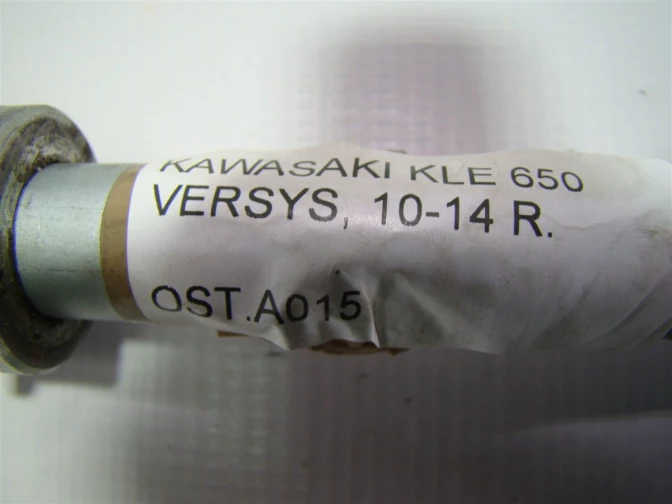 KAWASAKI KLE 650
VERSYS, 10-14 R.
OST.A015